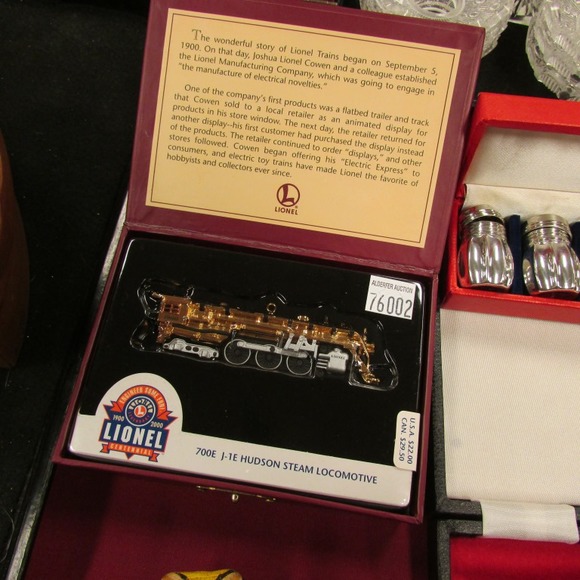 The wonderful story of Lionel Trains began on September 5,
1900. On that day, Joshua Lionel Cowen and a colleague established
the Lionel Manufacturing Company, which was going to engage in
"the manufacture of electrical novelties."
One of the company's first products was a flatbed trailer and track
that Cowen sold to a local retailer as an animated display for
products in his store window. The next day, the retailer returned for
another display--his first customer had purchased the display instead
of the products. The retailer continued to order "displays," and other
stores followed. Cowen began offering his "Electric Express" to
consumers, and electric toy trains have made Lionel the favorite of
hobbyists and collectors ever since.
L
LIONEL
ALDERFER AUCTION
76002
1900
2000
LIONEL
CENTENNIAL
700E J-1E HUDSON STEAM LOCOMOTIVE
U.S.A. $22.00
CAN. $29.50